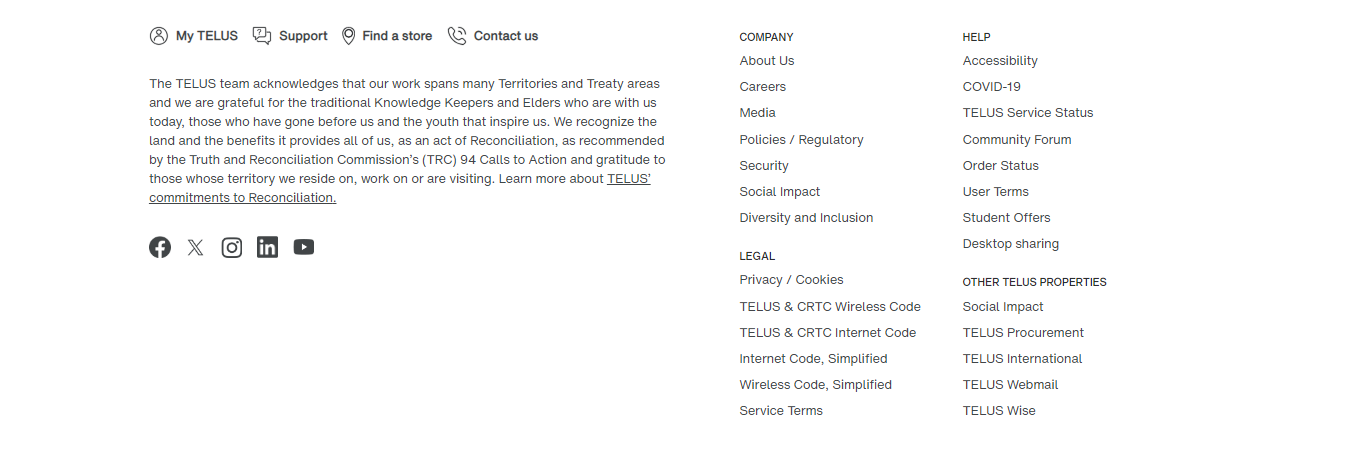 My TELUS Support Find a store Contact us
The TELUS team acknowledges that our work spans many Territories and Treaty areas
and we are grateful for the traditional Knowledge Keepers and Elders who are with us
today, those who have gone before us and the youth that inspire us. We recognize the
land and the benefits it provides all of us, as an act of Reconciliation, as recommended
by the Truth and Reconciliation Commission's (TRC) 94 Calls to Action and gratitude to
those whose territory we reside on, work on or are visiting. Learn more about TELUS'
commitments to Reconciliation.
COMPANY
About Us
Careers
Media
Policies / Regulatory
Security
Social Impact
Diversity and Inclusion
LEGAL
Privacy / Cookies
TELUS & CRTC Wireless Code
TELUS & CRTC Internet Code
Internet Code, Simplified
Wireless Code, Simplified
Service Terms
HELP
Accessibility
COVID-19
TELUS Service Status
Community Forum
Order Status
User Terms
Student Offers
Desktop sharing
OTHER TELUS PROPERTIES
Social Impact
TELUS Procurement
TELUS International
TELUS Webmail
TELUS Wise